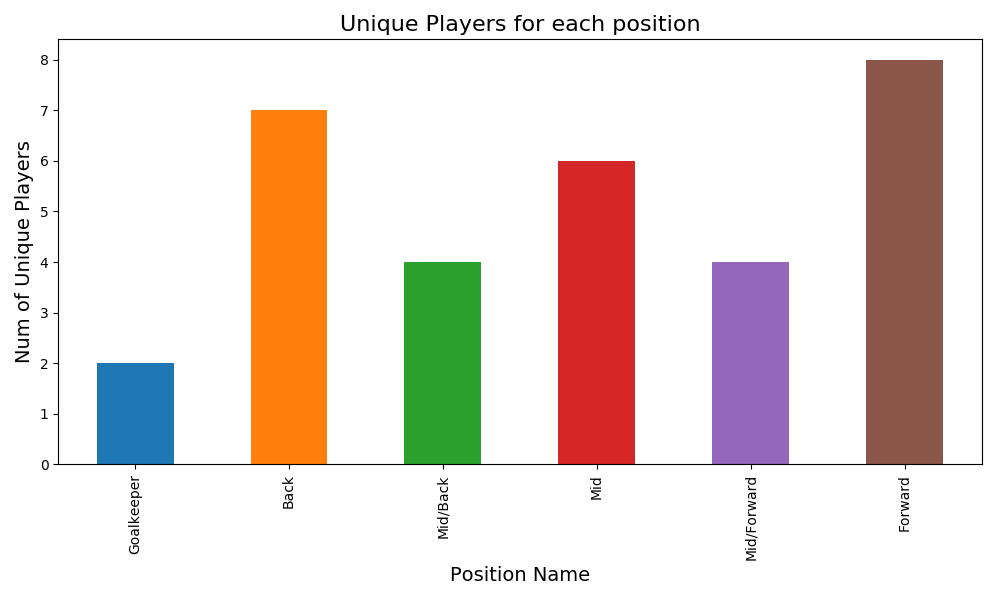 Unique Players for each position
Num of Unique Players
8
7
6
5
4
3
2
1
0
Goalkeeper
Back
Mid/Back
Mid
Mid/Forward
Forward
Position Name